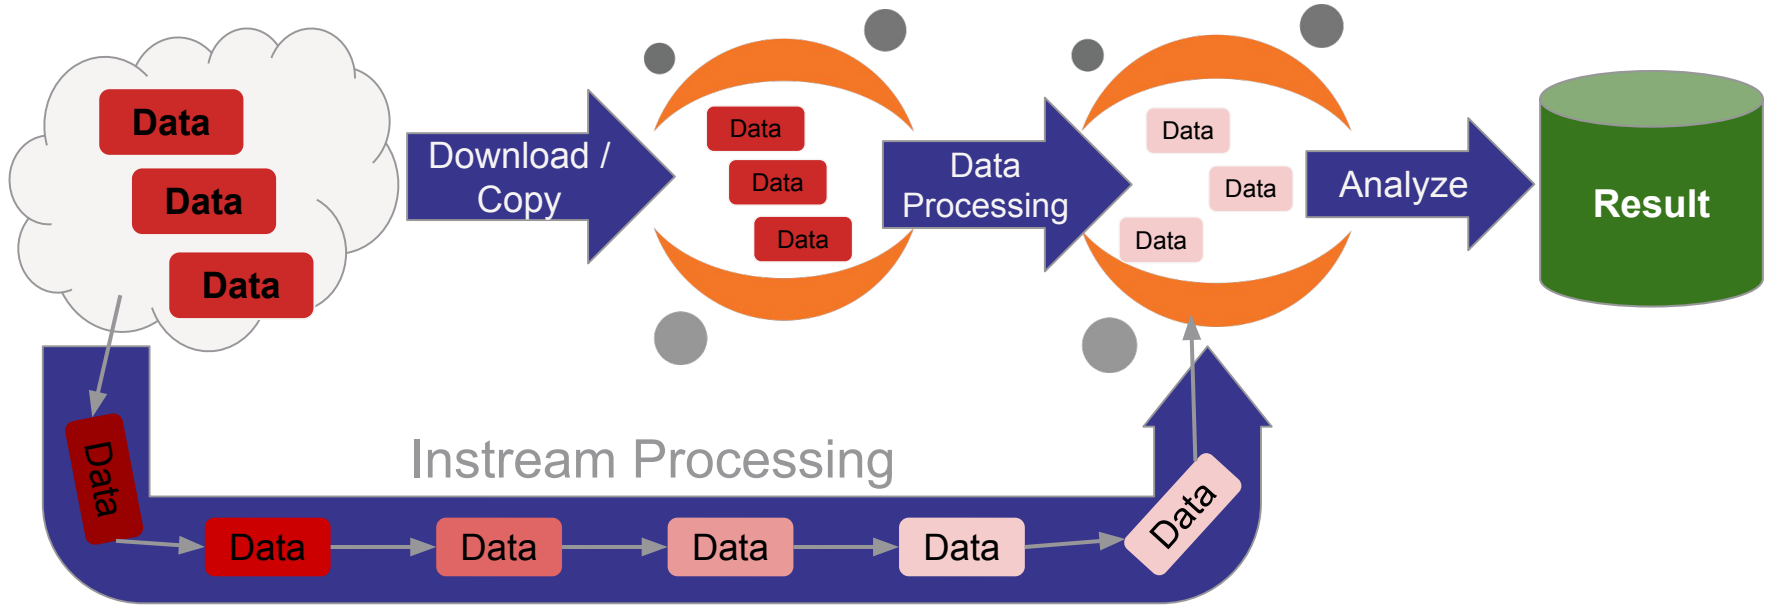 Data
Data
Data
Download /
Copy
Data
Data
Data
Data
Processing
Data
Data
Data
Analyze
Result
Instream Processing
Data
Data
Data
Data
Data
Data